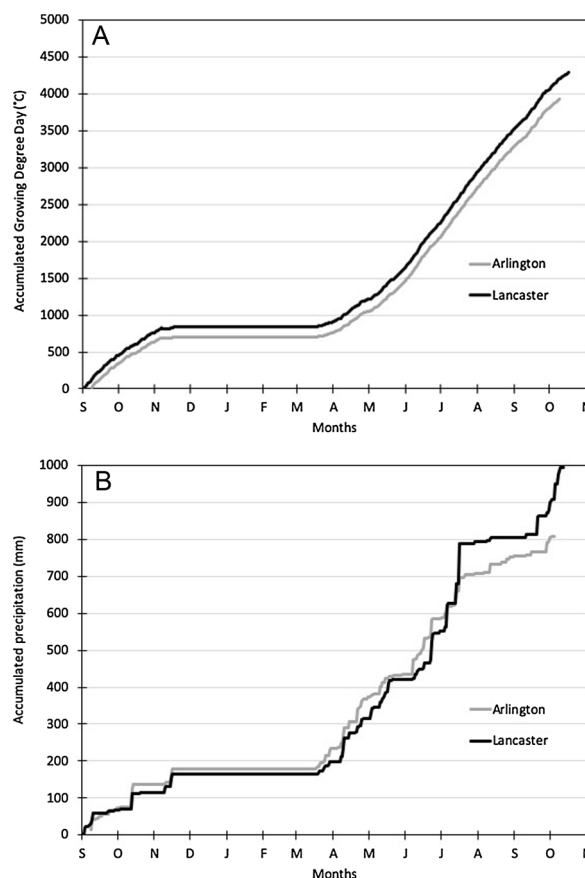 A
Accumulated Growing Degree Day (°C)
5000
4500
4000
3500
3000
2500
2000
1500
1000
500
0
Arlington
Lancaster
S O N D J F M A M J J A S O N
Months
B
Accumulated precipitation (mm)
1000
900
800
700
600
500
400
300
200
100
0
Arlington
Lancaster
S O N D J F M A M J J A S O N
Months